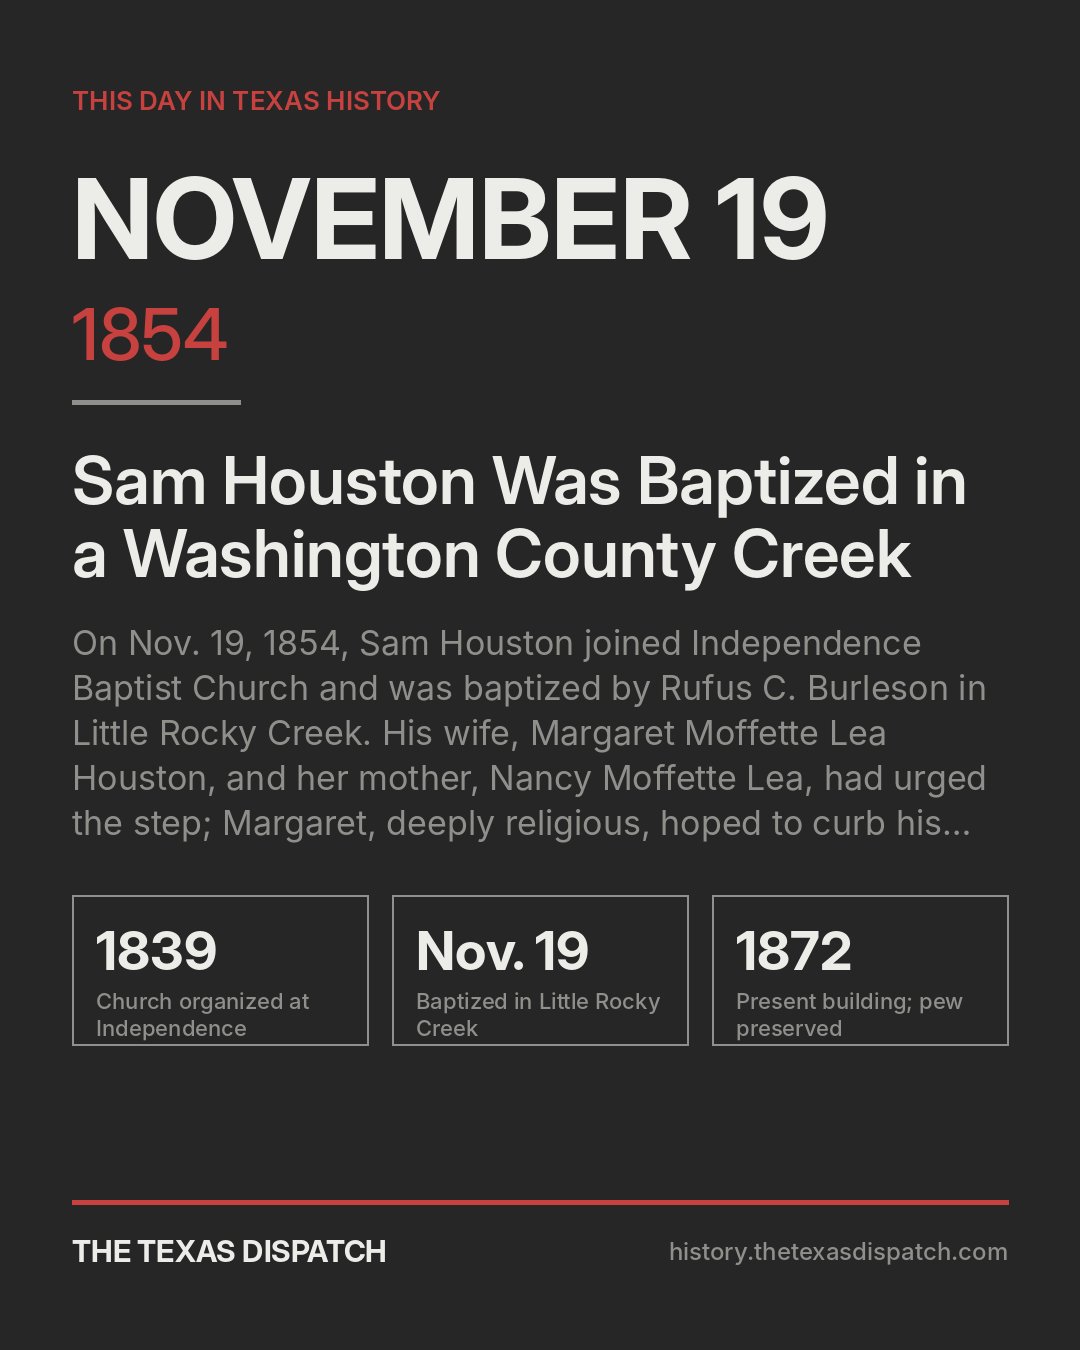 THIS DAY IN TEXAS HISTORY
NOVEMBER 19
1854
Sam Houston Was Baptized in
a Washington County Creek
On Nov. 19, 1854, Sam Houston joined Independence
Baptist Church and was baptized by Rufus C. Burleson in
Little Rocky Creek. His wife, Margaret Moffette Lea
Houston, and her mother, Nancy Moffette Lea, had urged
the step; Margaret, deeply religious, hoped to curb his...
1839
Church organized at
Independence
Nov. 19
Baptized in Little Rocky
Creek
1872
Present building; pew
preserved
THE TEXAS DISPATCH
history.thetexasdispatch.com